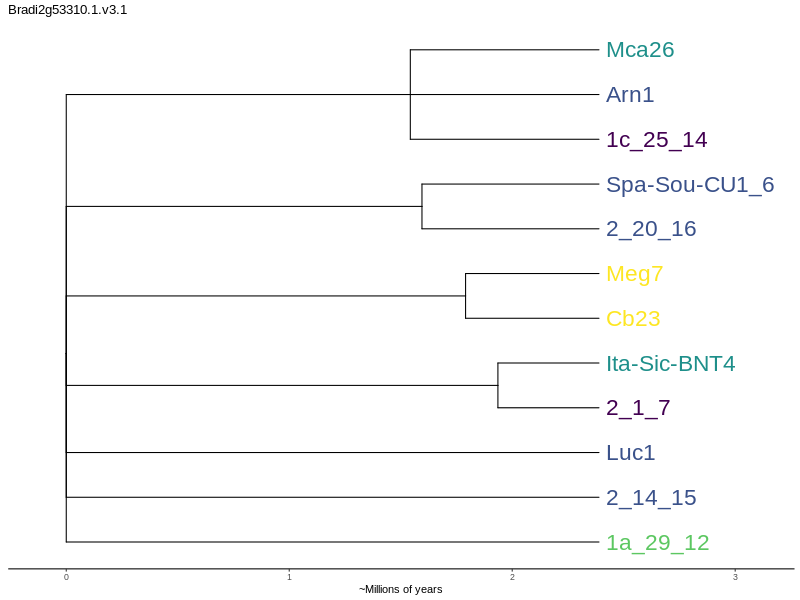 Bradi2g53310.1.v3.1
Mca26
Arn1
1c_25_14
Spa-Sou-CU1_6
2_20_16
Meg7
Cb23
Ita-Sic-BNT4
2_1_7
Luc1
2_14_15
1a_29_12
0 1 2 3
~Millions of years